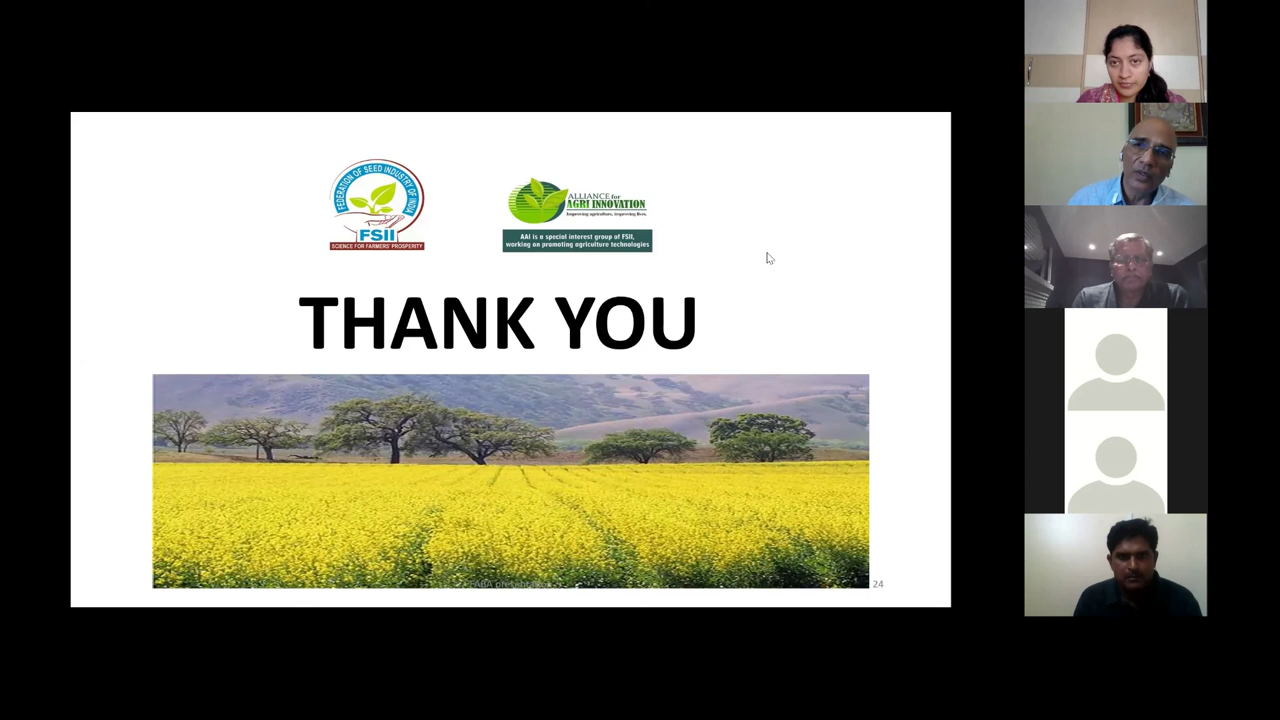 FEDERATION OF SEED INDUSTRY OF INDIA
FSII
SCIENCE FOR FARMERS' PROSPERITY
ALLIANCE for
AGRI INNOVATION
Improving agriculture, improving lives.
AAI is a special interest group of FSII,
working on promoting agriculture technologies
THANK YOU
24